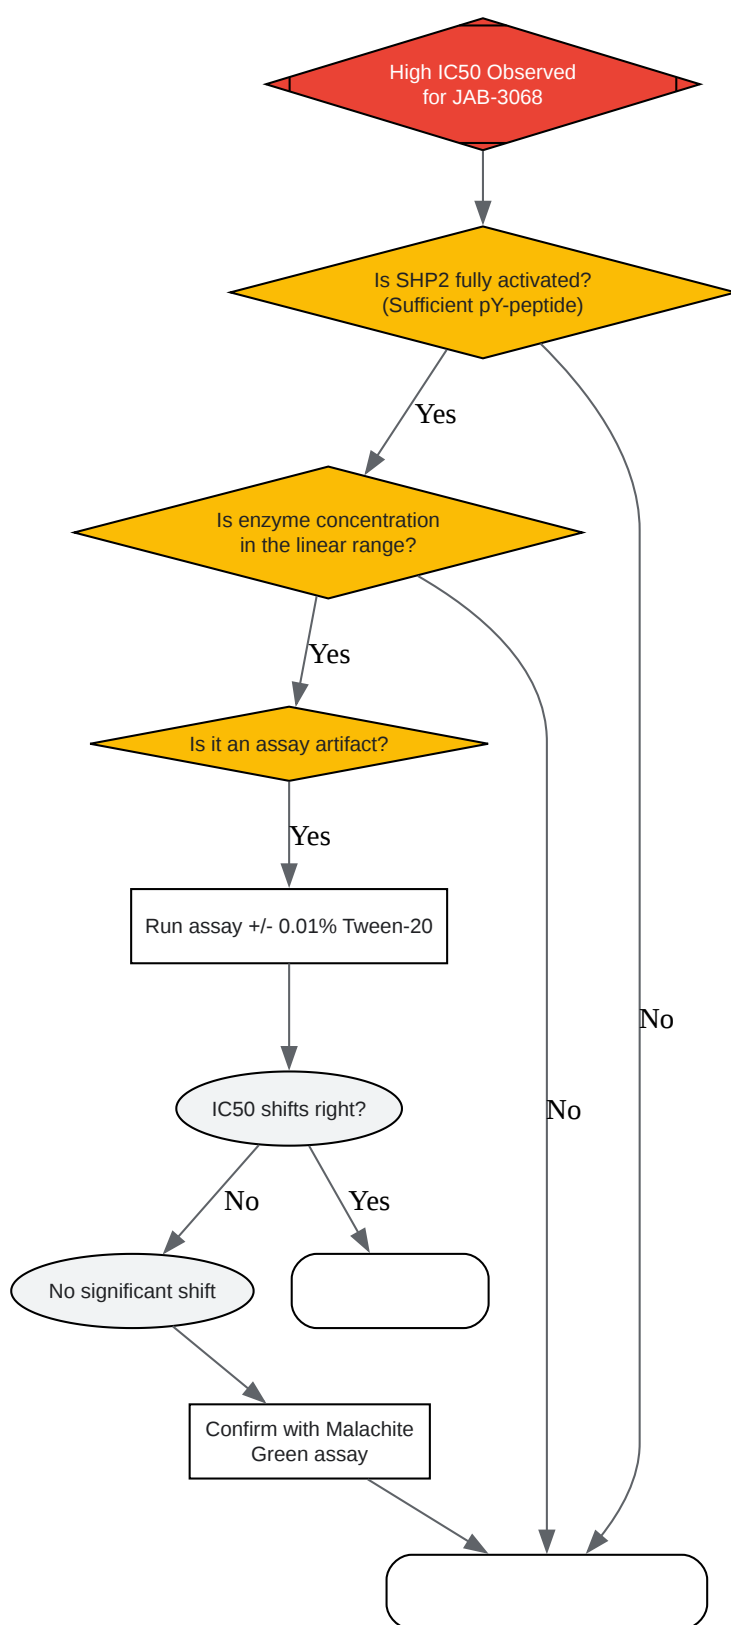 High IC50 Observed
for JAB-3068
Is SHP2 fully activated?
(Sufficient pY-peptide)
Yes
Is enzyme concentration
in the linear range?
Yes
Is it an assay artifact?
Yes
Run assay +/- 0.01% Tween-20
No
IC50 shifts right?
No
No
Yes
No significant shift
Confirm with Malachite
Green assay